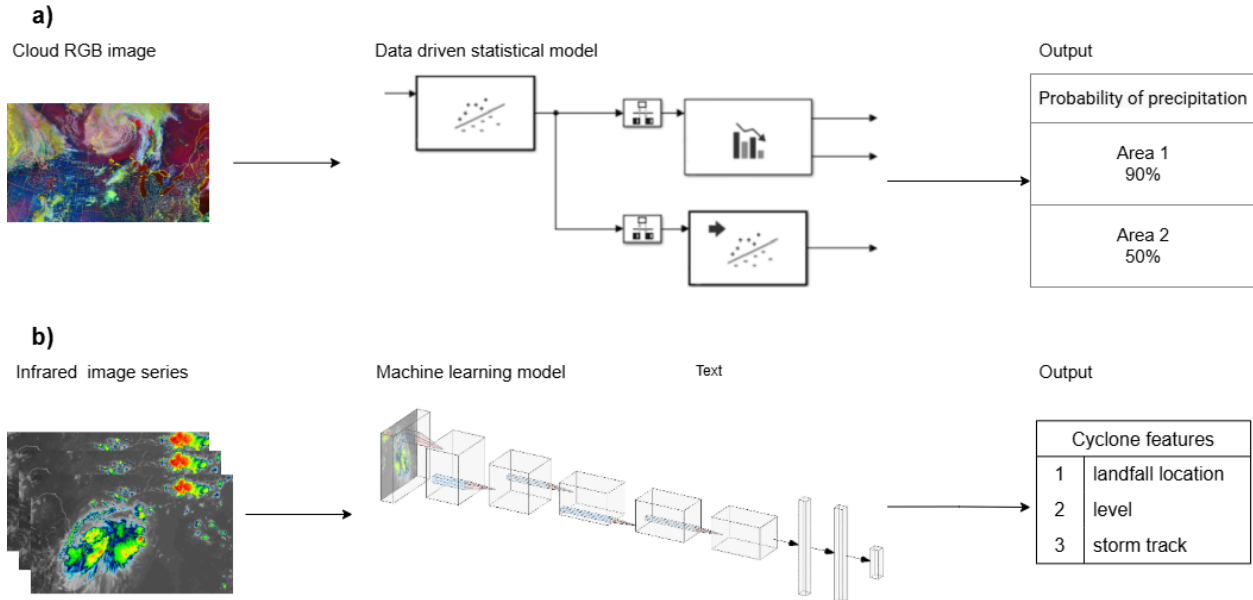 a)
Cloud RGB image
Data driven statistical model
Output
Probability of precipitation
Area 1
90%
Area 2
50%
b)
Infrared  image series
Machine learning model
Text
Output
Cyclone features
1 landfall location
2 level
3 storm track